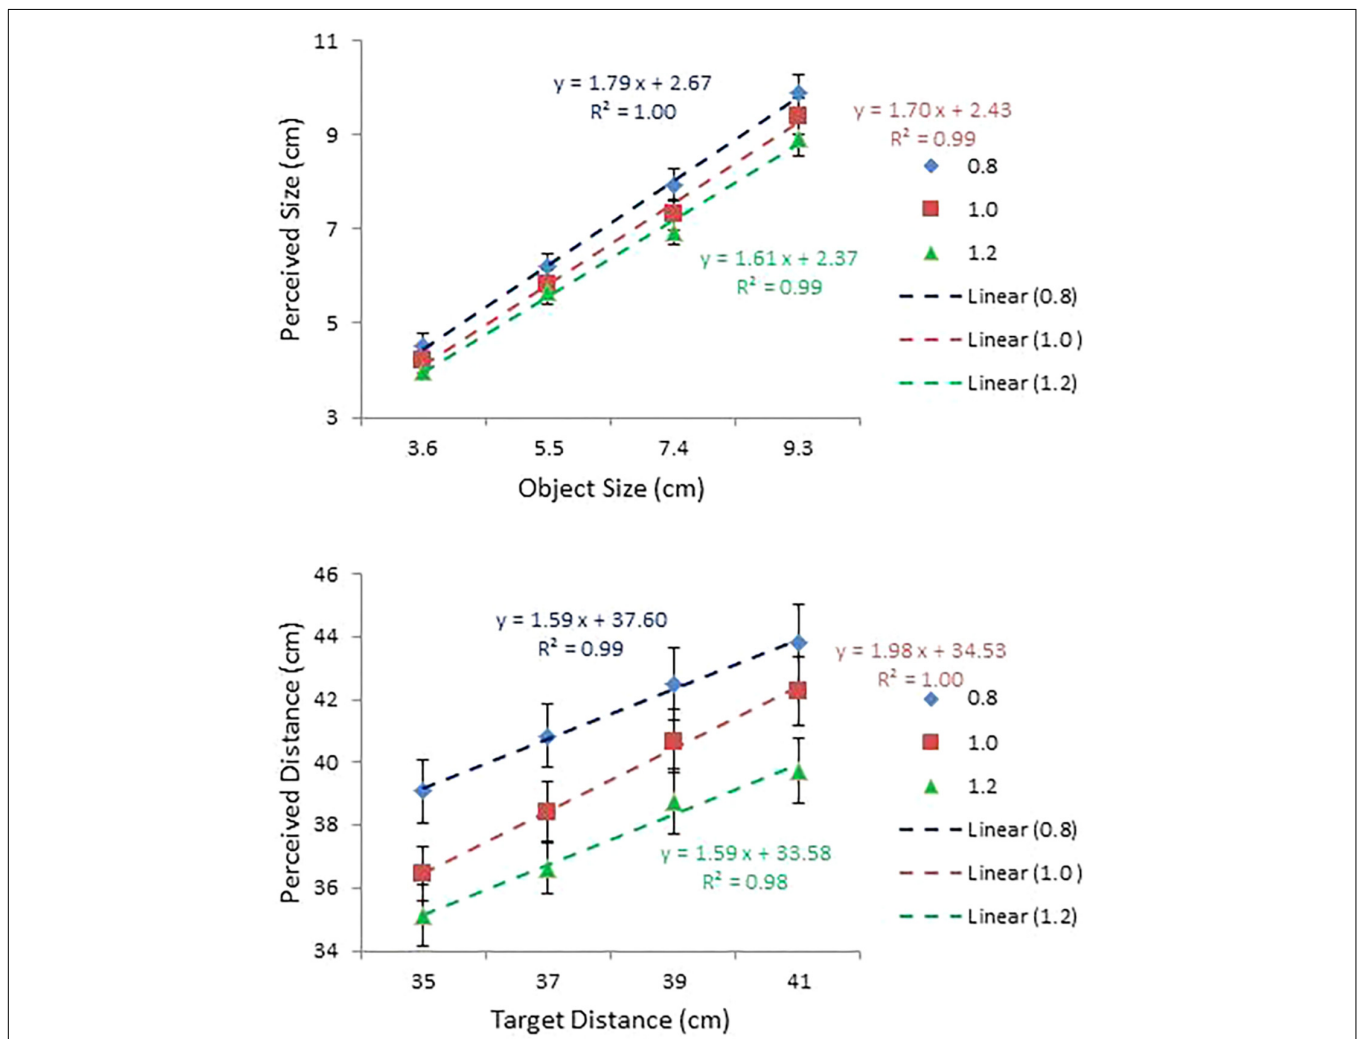 11
9
7
5
3
Perceived Size (cm)
y = 1.79 x + 2.67
R² = 1.00
y = 1.70 x + 2.43
R² = 0.99
y = 1.61 x + 2.37
R² = 0.99
0.8
1.0
1.2
Linear (0.8)
Linear (1.0 )
Linear (1.2)
3.6 5.5 7.4 9.3
Object Size (cm)
46
44
42
40
38
36
34
Perceived Distance (cm)
y = 1.59 x + 37.60
R² = 0.99
y = 1.98 x + 34.53
R² = 1.00
y = 1.59 x + 33.58
R² = 0.98
0.8
1.0
1.2
Linear (0.8)
Linear (1.0 )
Linear (1.2)
35 37 39 41
Target Distance (cm)